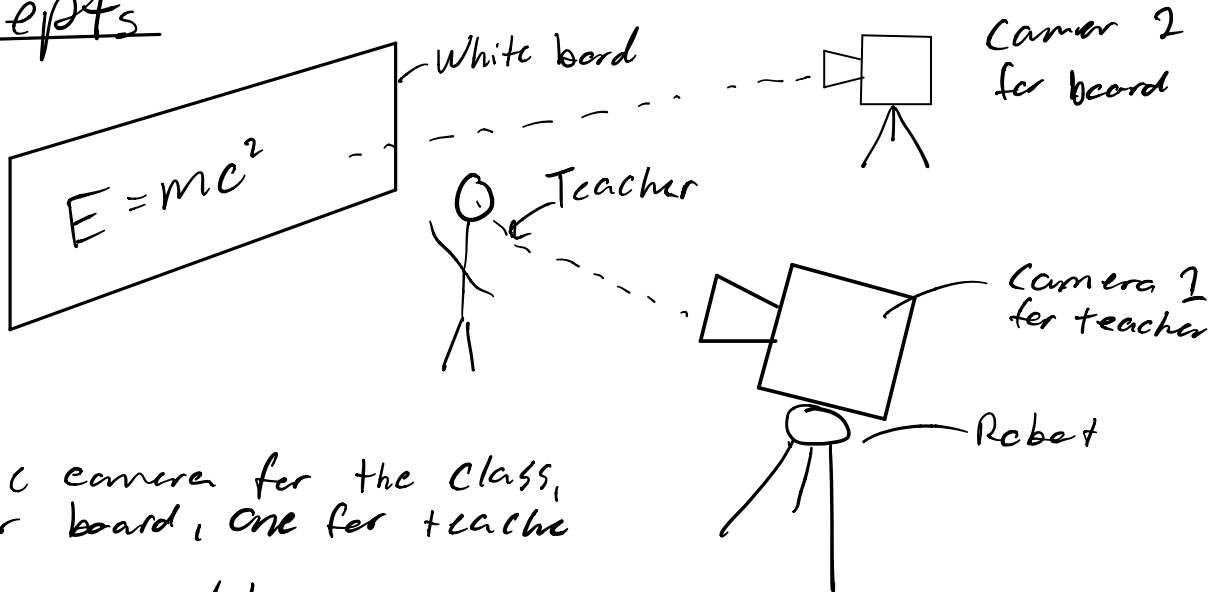 epts
White bord
Camer 2
for board
E = mc²
Teacher
Camera 1
for teacher
Robot
c camera for the class,
r board, one for teache